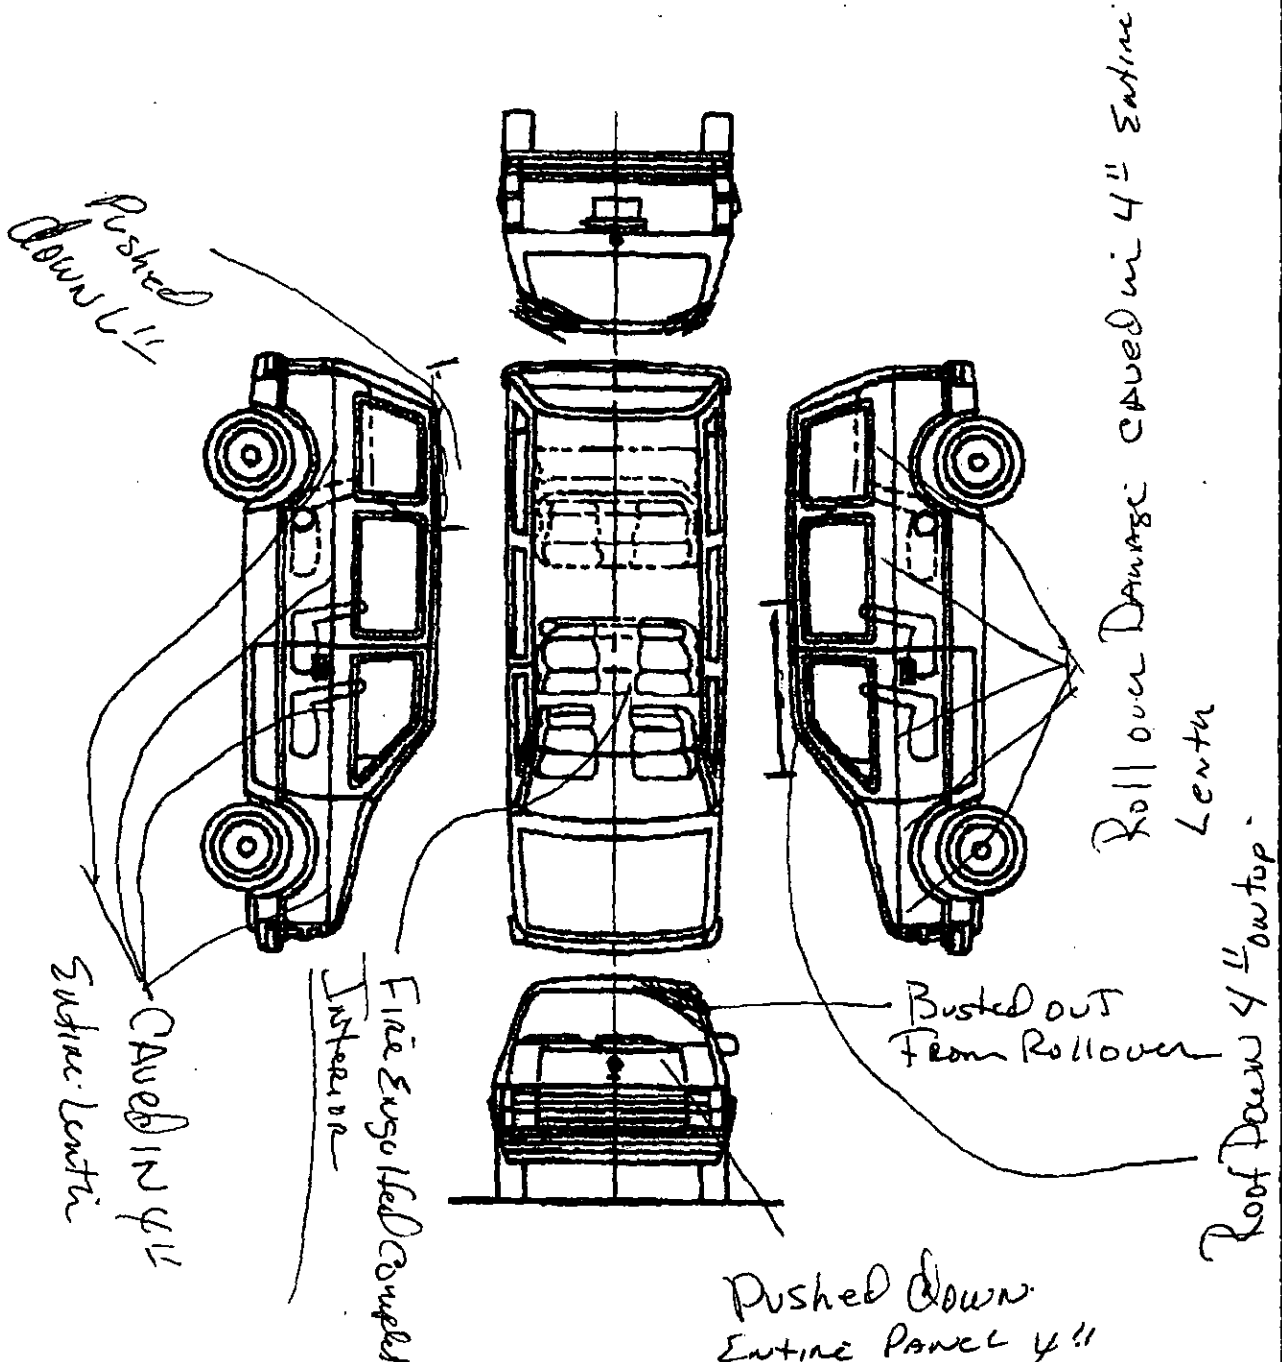 Pushed
down 6"
Rollover Damage caved in 4" Entire
Lenth
Roof Down 4" on top.
Busted out
From Rollover
Fire Engulfed Complet
Interior
Caved IN 4"
Entire Lenth
Pushed down
Entire Panel 4"